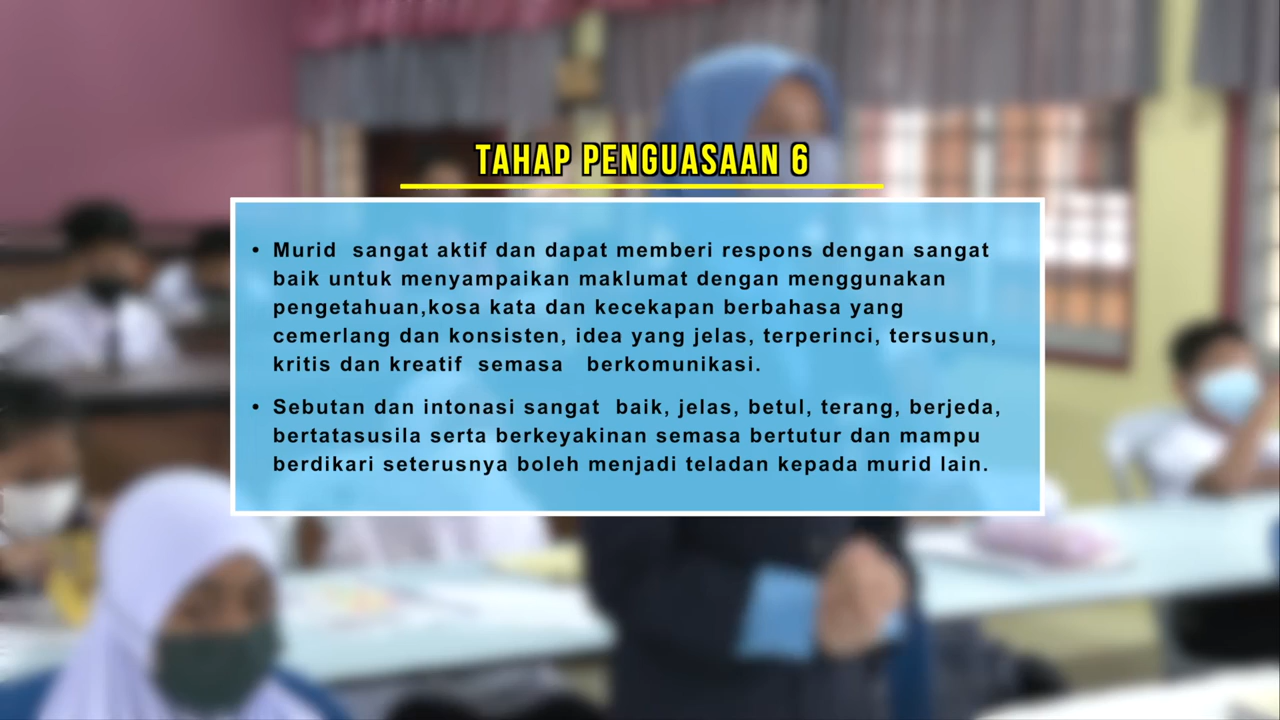 TAHAP PENGUASAAN 6
• Murid sangat aktif dan dapat memberi respons dengan sangat
baik untuk menyampaikan maklumat dengan menggunakan
pengetahuan,kosa kata dan kecekapan berbahasa yang
cemerlang dan konsisten, idea yang jelas, terperinci, tersusun,
kritis dan kreatif semasa berkomunikasi.
• Sebutan dan intonasi sangat baik, jelas, betul, terang, berjeda,
bertatasusila serta berkeyakinan semasa bertutur dan mampu
berdikari seterusnya boleh menjadi teladan kepada murid lain.